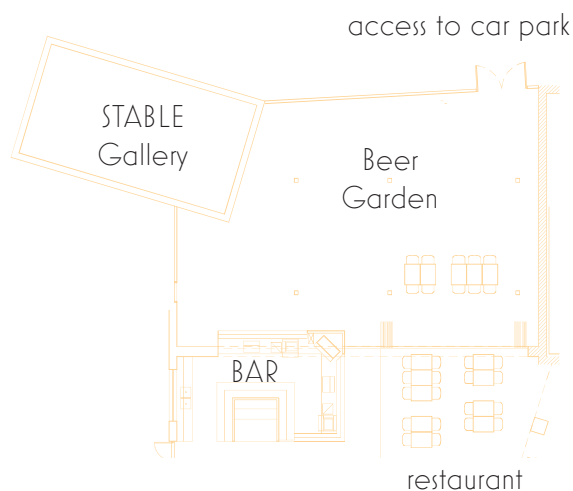 access to car park
STABLE
Gallery
Beer
Garden
BAR
restaurant